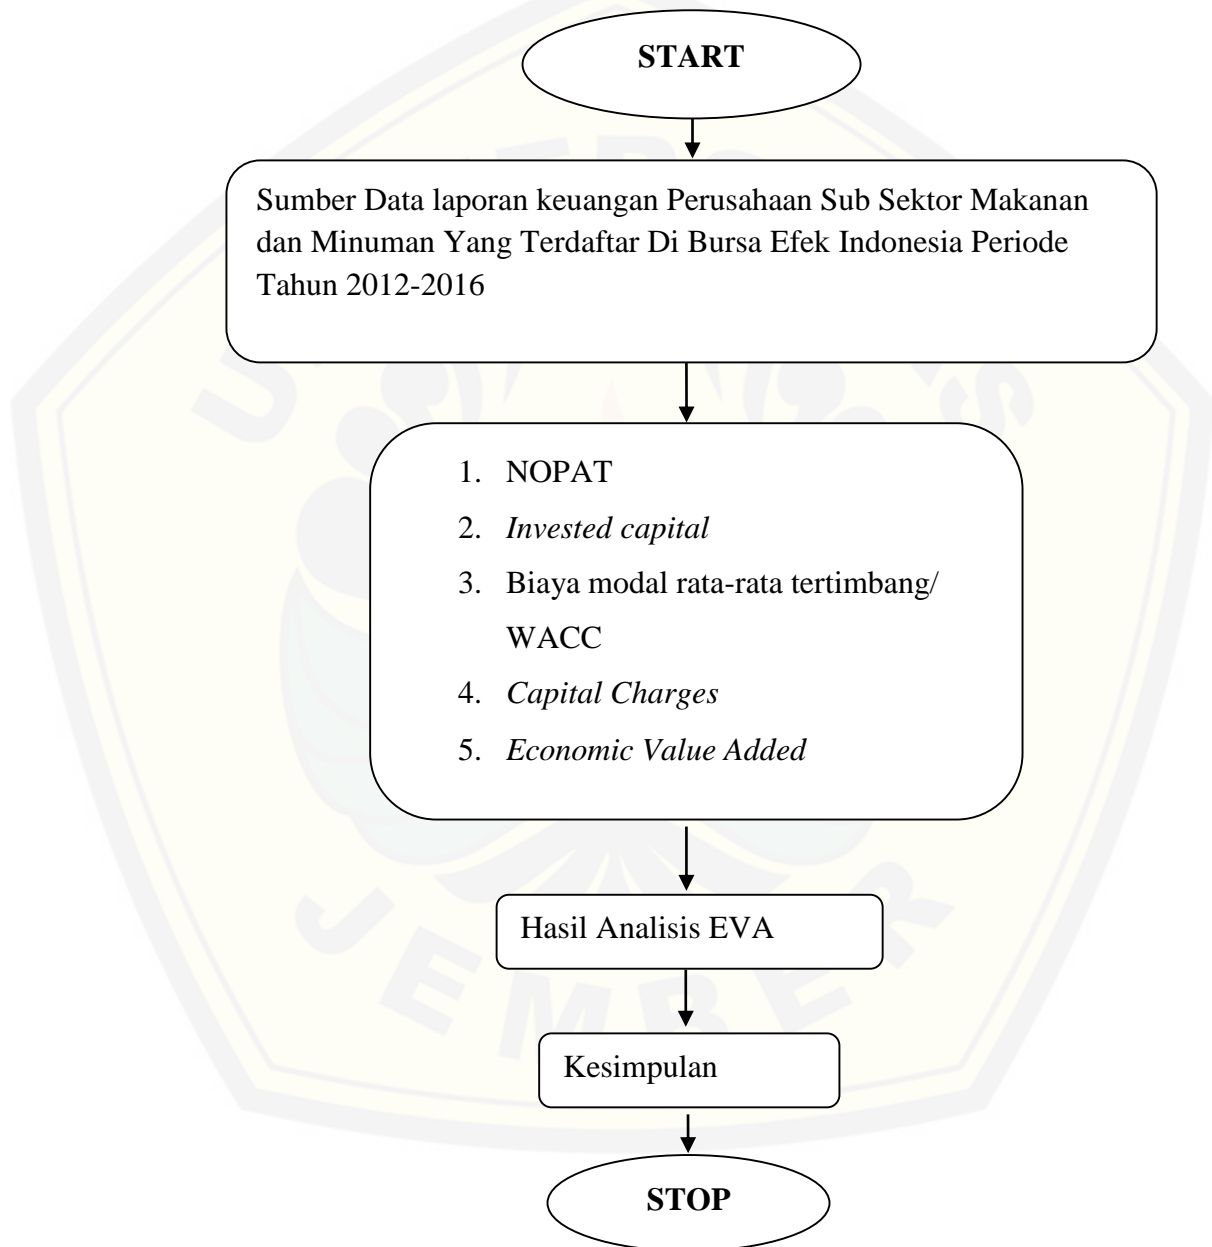 START
Sumber Data laporan keuangan Perusahaan Sub Sektor Makanan
dan Minuman Yang Terdaftar Di Bursa Efek Indonesia Periode
Tahun 2012-2016
1. NOPAT
2. Invested capital
3. Biaya modal rata-rata tertimbang/
WACC
4. Capital Charges
5. Economic Value Added
Hasil Analisis EVA
Kesimpulan
STOP
JEMBER